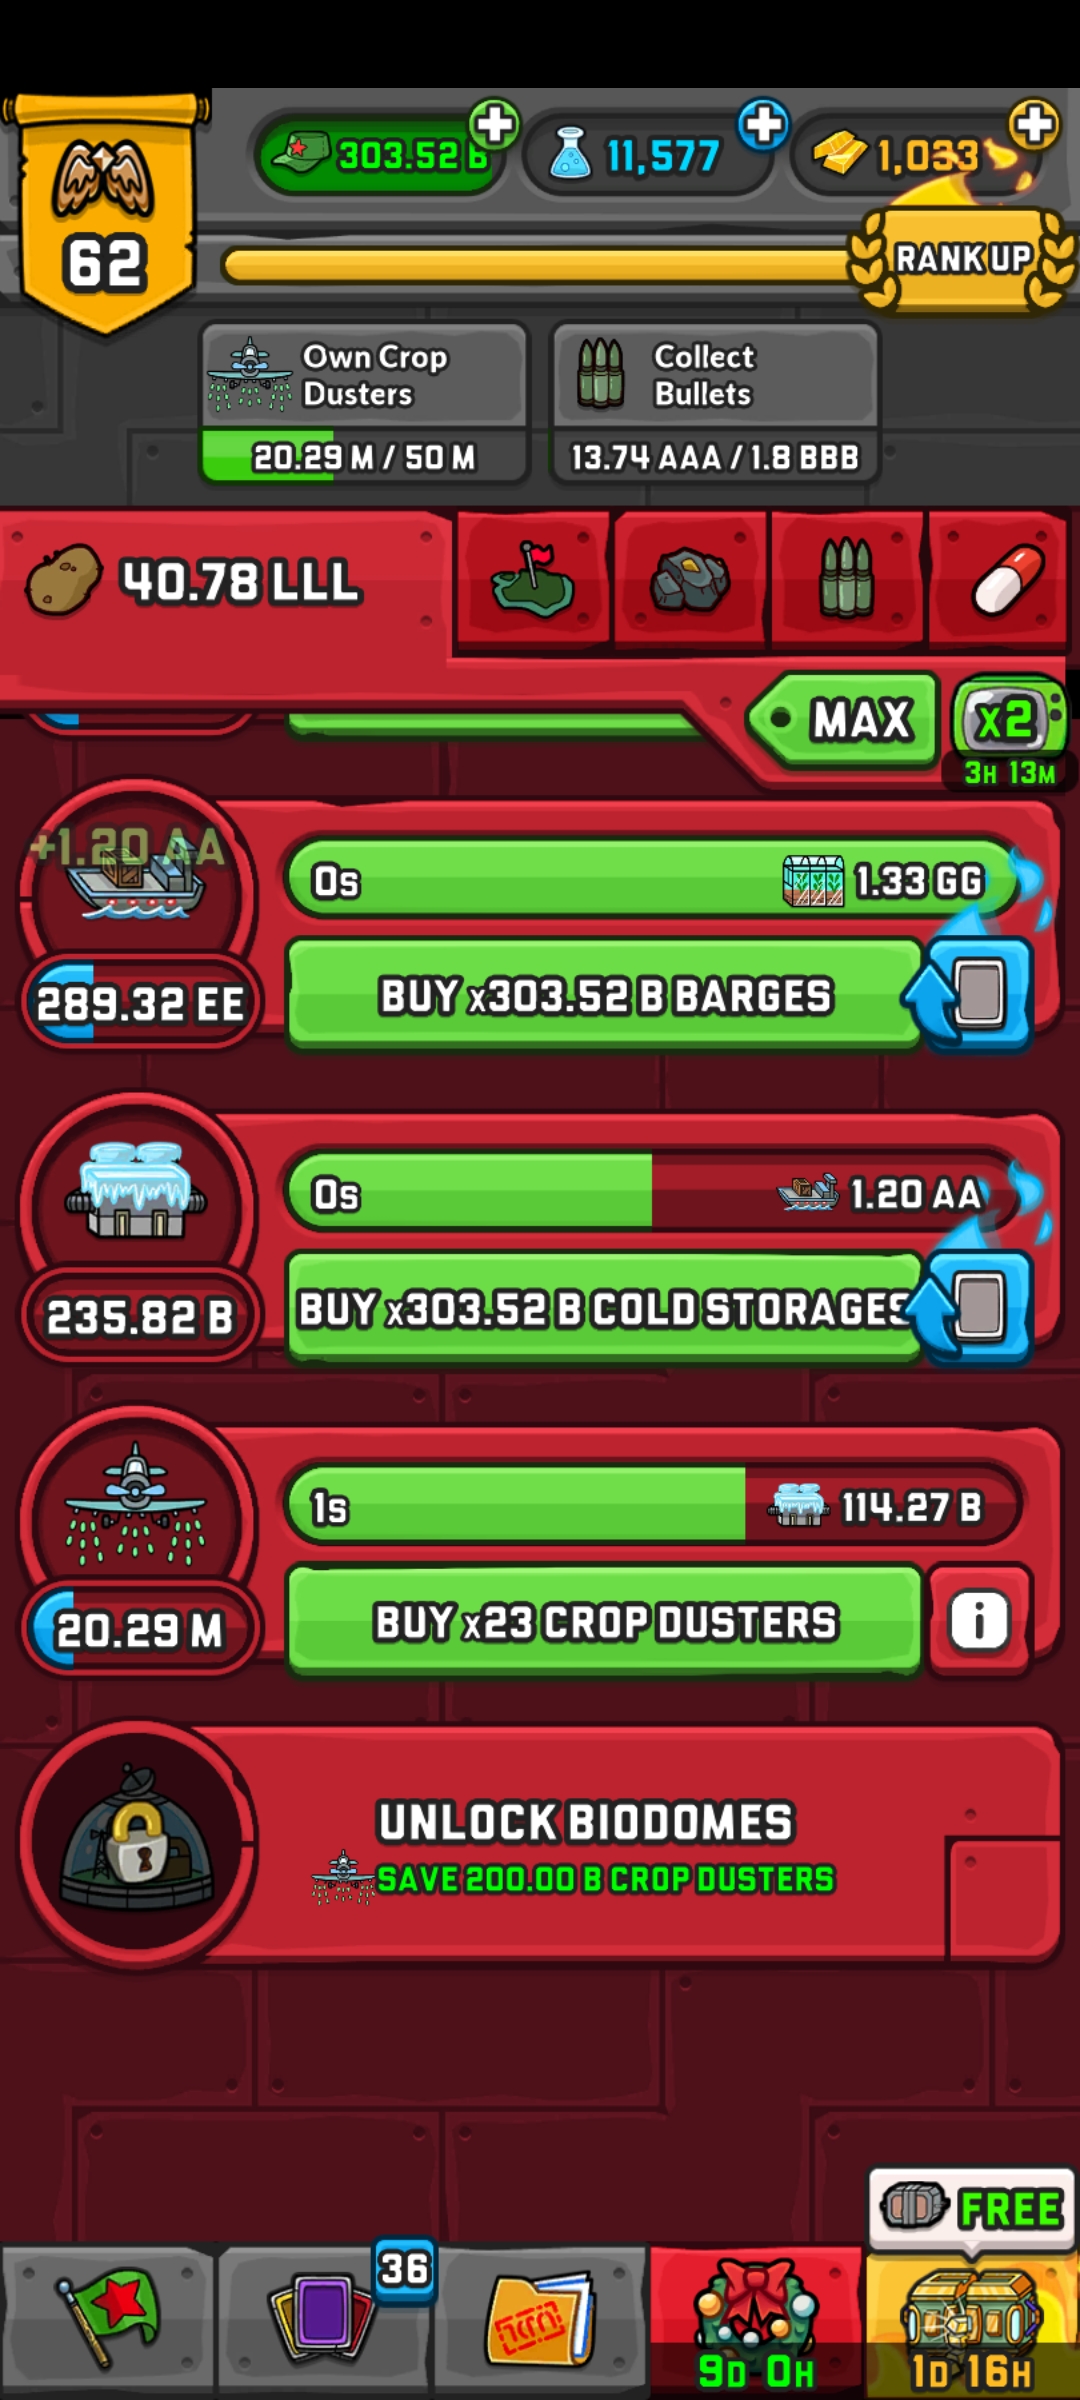 303.52 B
11,577
1,033
62
RANK UP
Own Crop
Dusters
20.29 M / 50 M
Collect
Bullets
13.74 AAA / 1.8 BBB
40.78 LLL
MAX
x2
3H 13M
+1.20 AA
0s
1.33 GG
289.32 EE
BUY x303.52 B BARGES
0s
1.20 AA
235.82 B
BUY x303.52 B COLD STORAGES
1s
114.27 B
20.29 M
BUY x23 CROP DUSTERS
i
UNLOCK BIODOMES
SAVE 200.00 B CROP DUSTERS
FREE
36
9D 0H
1D 16H